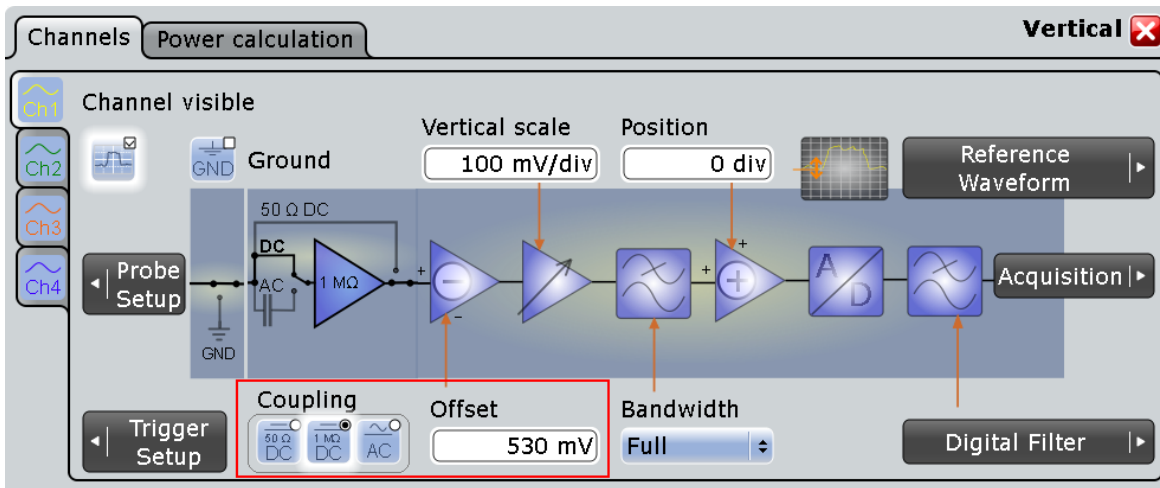 Channels
Power calculation
Vertical
Ch1
Ch2
Ch3
Ch4
Channel visible
GND
Ground
Vertical scale
100 mV/div
Position
0 div
Reference
Waveform
50 Ω DC
DC
AC
1 MΩ
GND
+
−
+
+
A
D
Probe
Setup
Acquisition
Trigger
Setup
Coupling
50 Ω
DC
1 MΩ
DC
AC
Offset
530 mV
Bandwidth
Full
Digital Filter